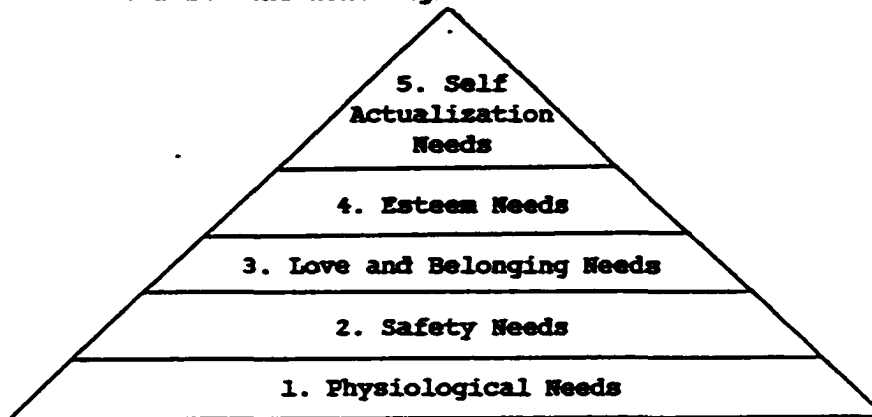 5. Self
Actualization
Needs
4. Esteem Needs
3. Love and Belonging Needs
2. Safety Needs
1. Physiological Needs